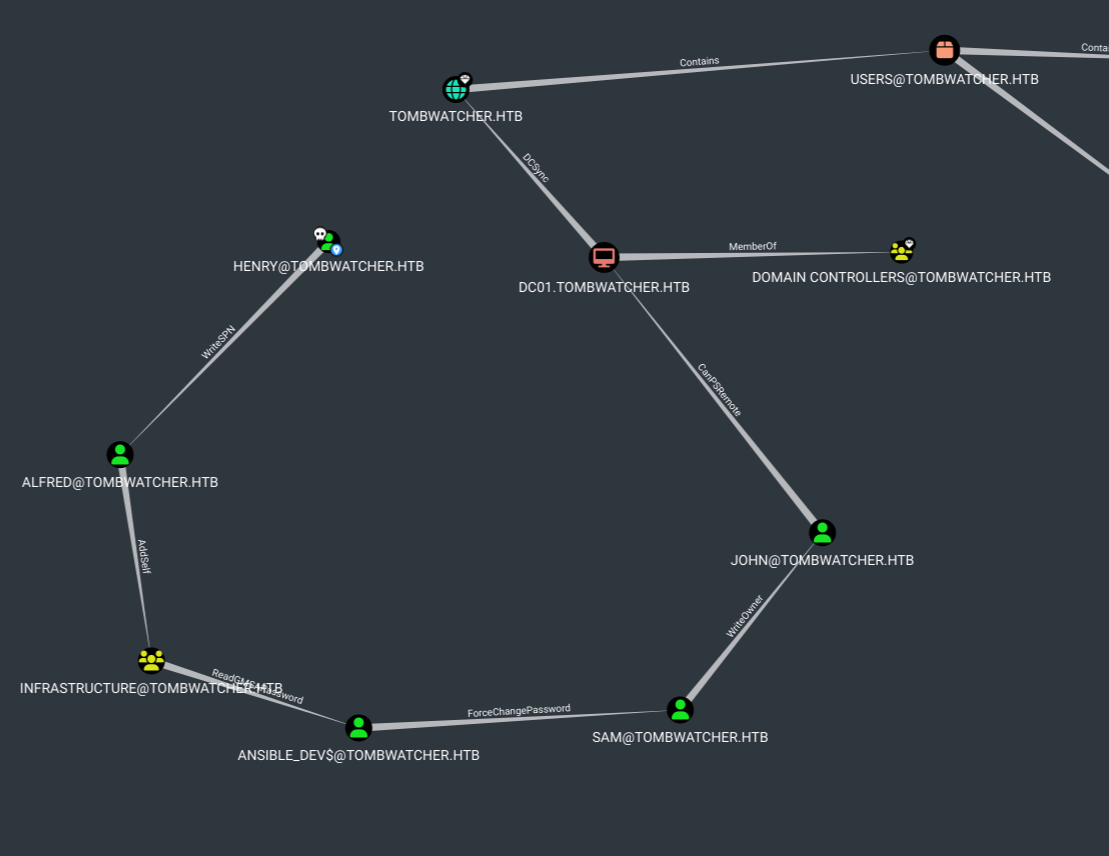 Contains
USERS@TOMBWATCHER.HTB
TOMBWATCHER.HTB
DCSync
MemberOf
HENRY@TOMBWATCHER.HTB
DOMAIN CONTROLLERS@TOMBWATCHER.HTB
DC01.TOMBWATCHER.HTB
WriteSPN
CanPSRemote
ALFRED@TOMBWATCHER.HTB
AddSelf
JOHN@TOMBWATCHER.HTB
WriteOwner
INFRASTRUCTURE@TOMBWATCHER.HTB
ReadGMSAPassword
ForceChangePassword
SAM@TOMBWATCHER.HTB
ANSIBLE_DEV$@TOMBWATCHER.HTB